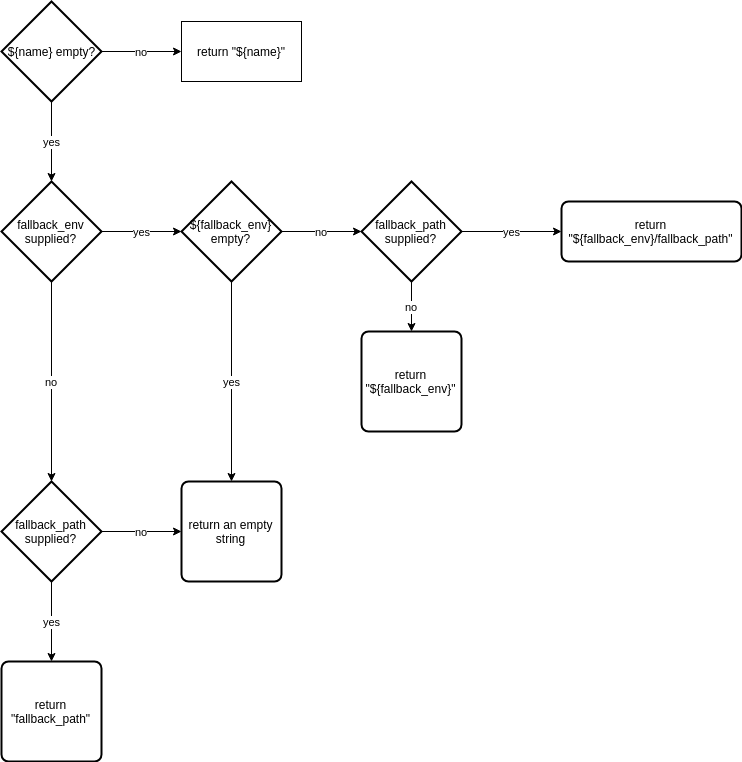 ${name} empty?
no
return "${name}"
yes
fallback_env
supplied?
yes
${fallback_env}
empty?
no
fallback_path
supplied?
yes
return
"${fallback_env}/fallback_path"
no
return
"${fallback_env}"
no
yes
fallback_path
supplied?
no
return an empty
string
yes
return
"fallback_path"